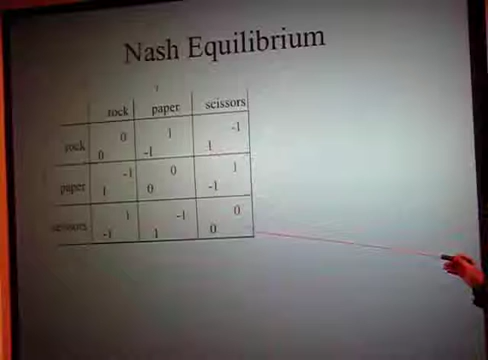 Nash Equilibrium
rock paper scissors
0 1 -1
rock
0 -1 1
-1 0 1
paper
1 0 -1
1 -1 0
scissors
-1 1 0